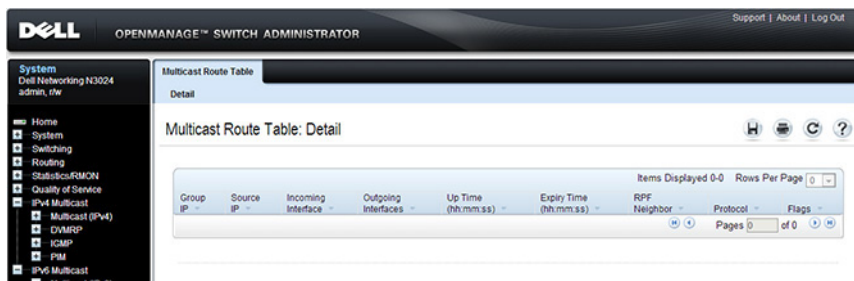 DELL OPENMANAGE™ SWITCH ADMINISTRATOR
Support | About | Log Out
System
Dell Networking N3024
admin, r/w
Home
System
Switching
Routing
Statistics/RMON
Quality of Service
IPv4 Multicast
Multicast (IPv4)
DVMRP
IGMP
PIM
IPv6 Multicast
Multicast Route Table
Detail
Multicast Route Table: Detail
Items Displayed 0-0 Rows Per Page 0
Group IP
Source IP
Incoming Interface
Outgoing Interfaces
Up Time (hh:mm:ss)
Expiry Time (hh:mm:ss)
RPF Neighbor
Protocol
Flags
Pages 0 of 0